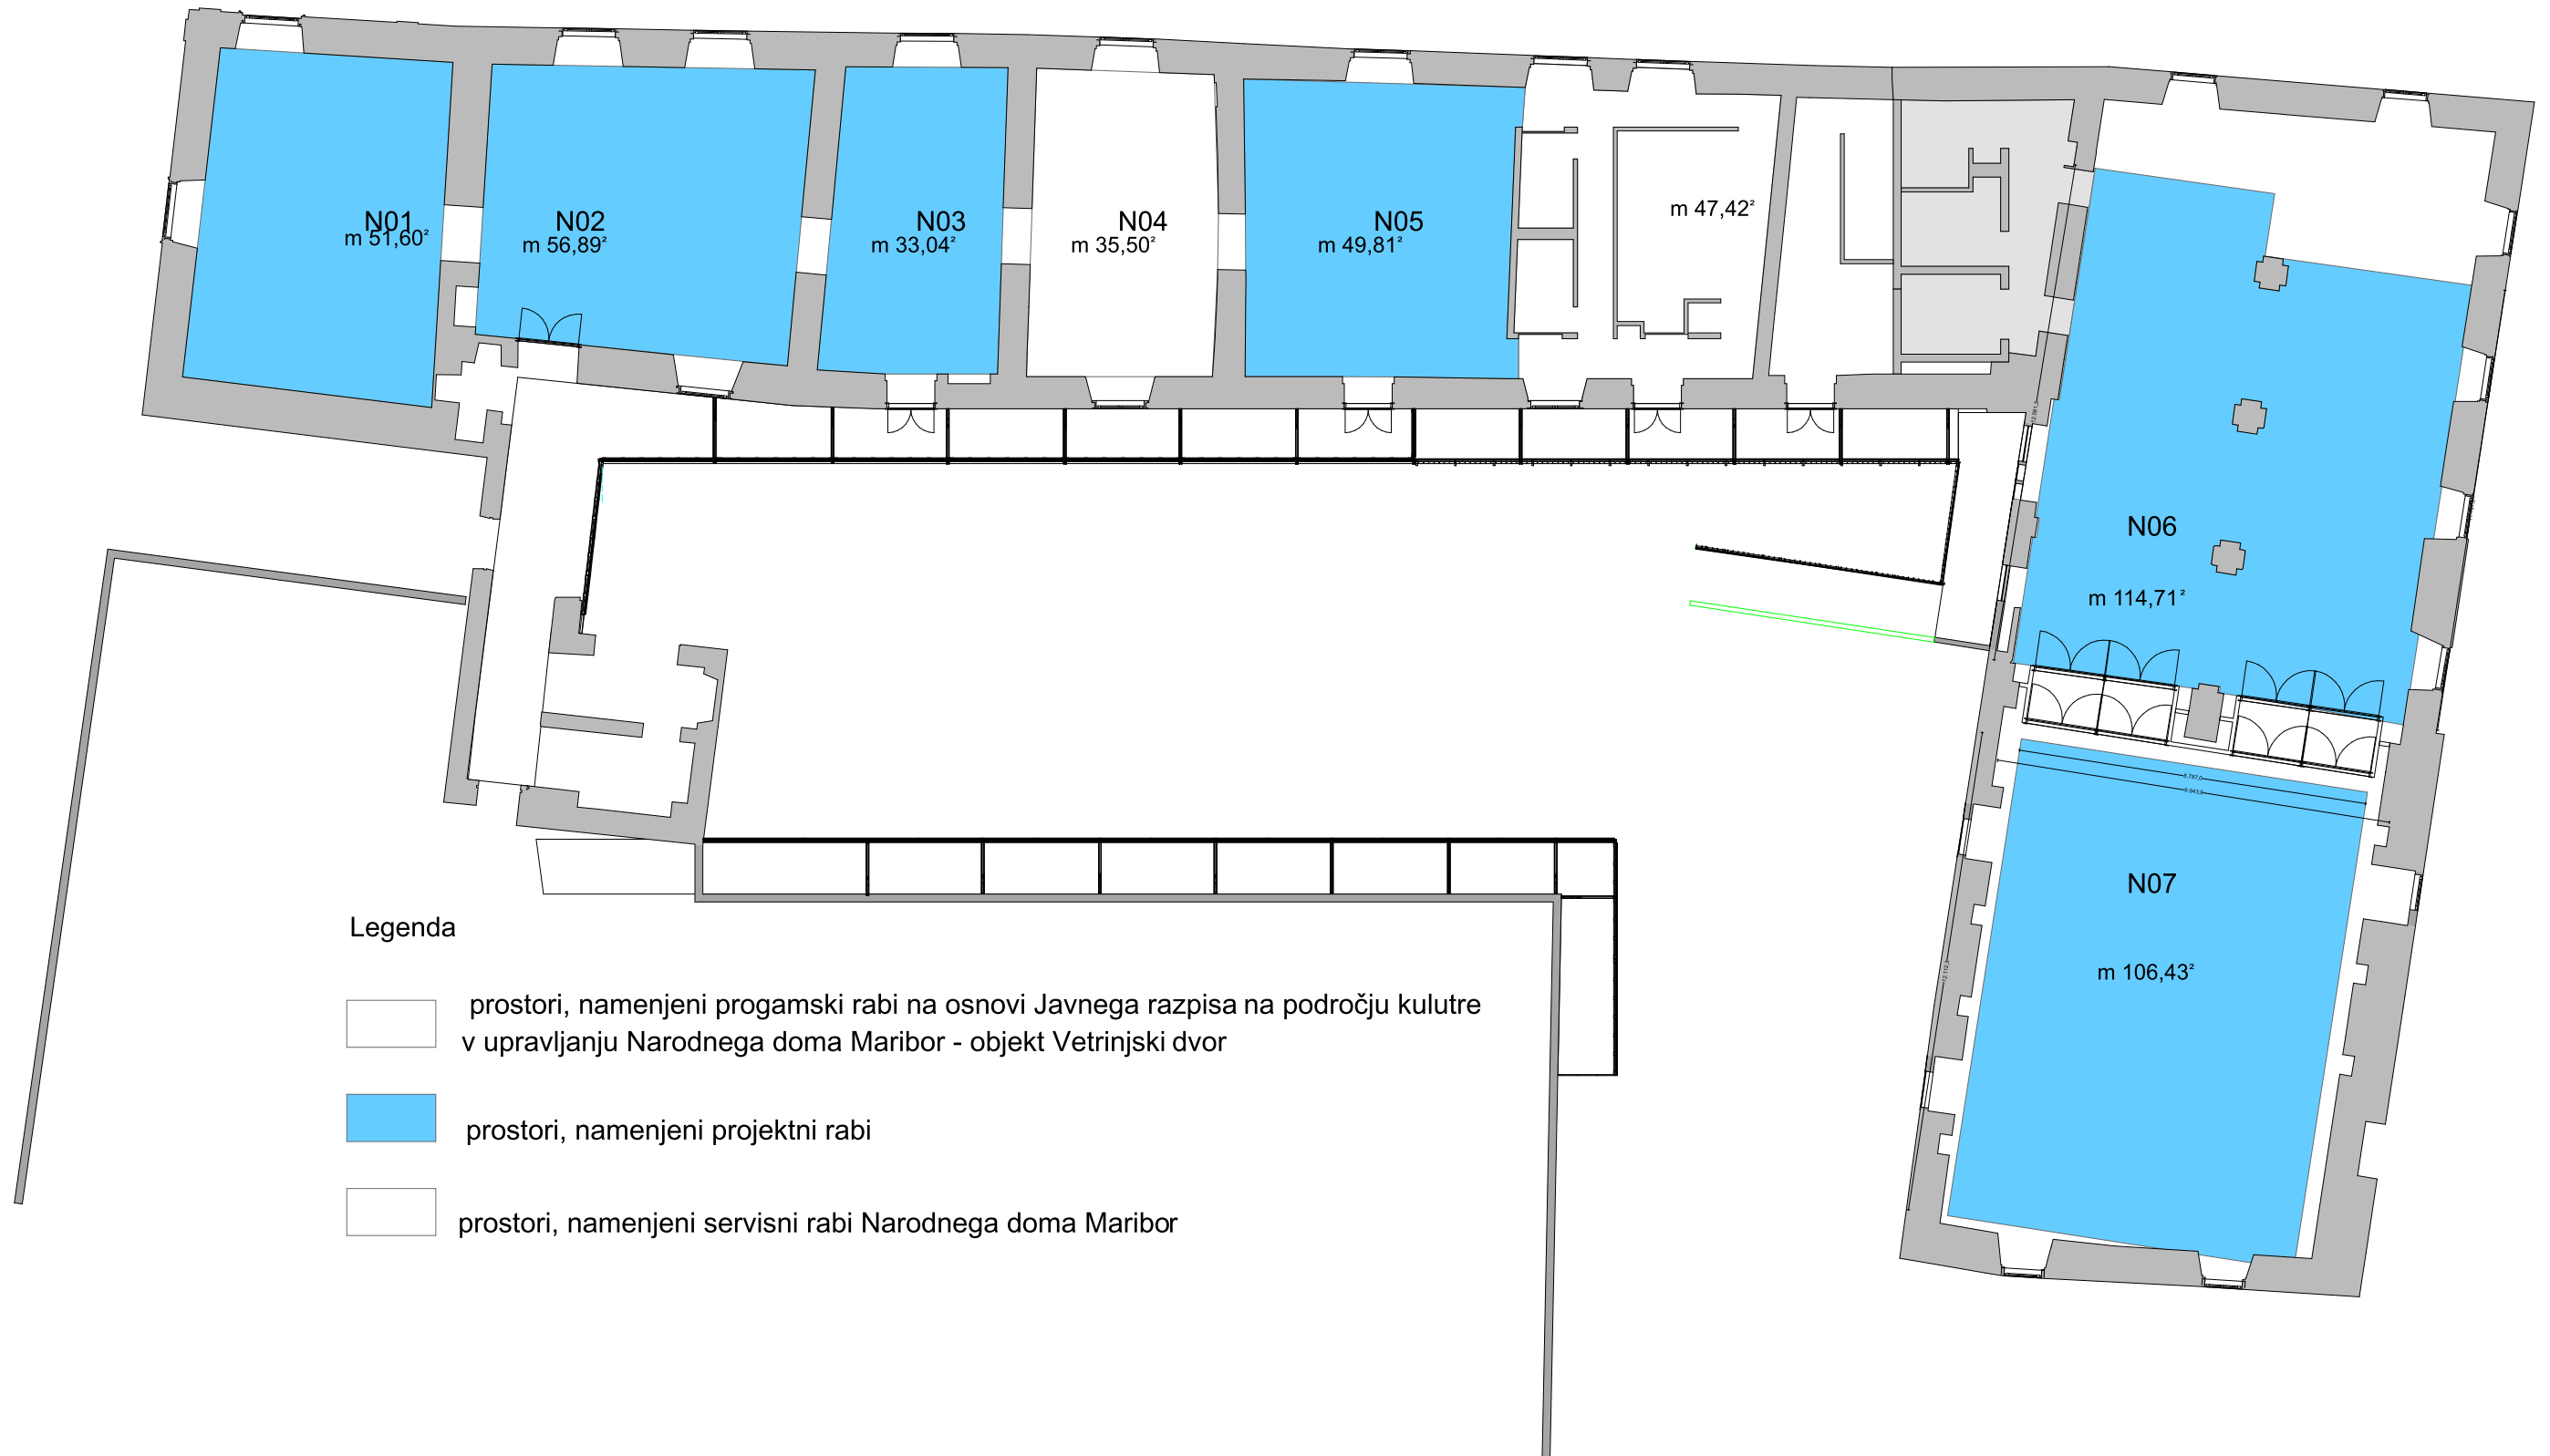 N01
m 51,60²
N02
m 56,89²
N03
m 33,04²
N04
m 35,50²
N05
m 49,81²
m 47,42²
N06
m 114,71²
N07
m 106,43²
Legenda
prostori, namenjeni progamski rabi na osnovi Javnega razpisa na področju kulutre
v upravljanju Narodnega doma Maribor - objekt Vetrinjski dvor
prostori, namenjeni projektni rabi
prostori, namenjeni servisni rabi Narodnega doma Maribor